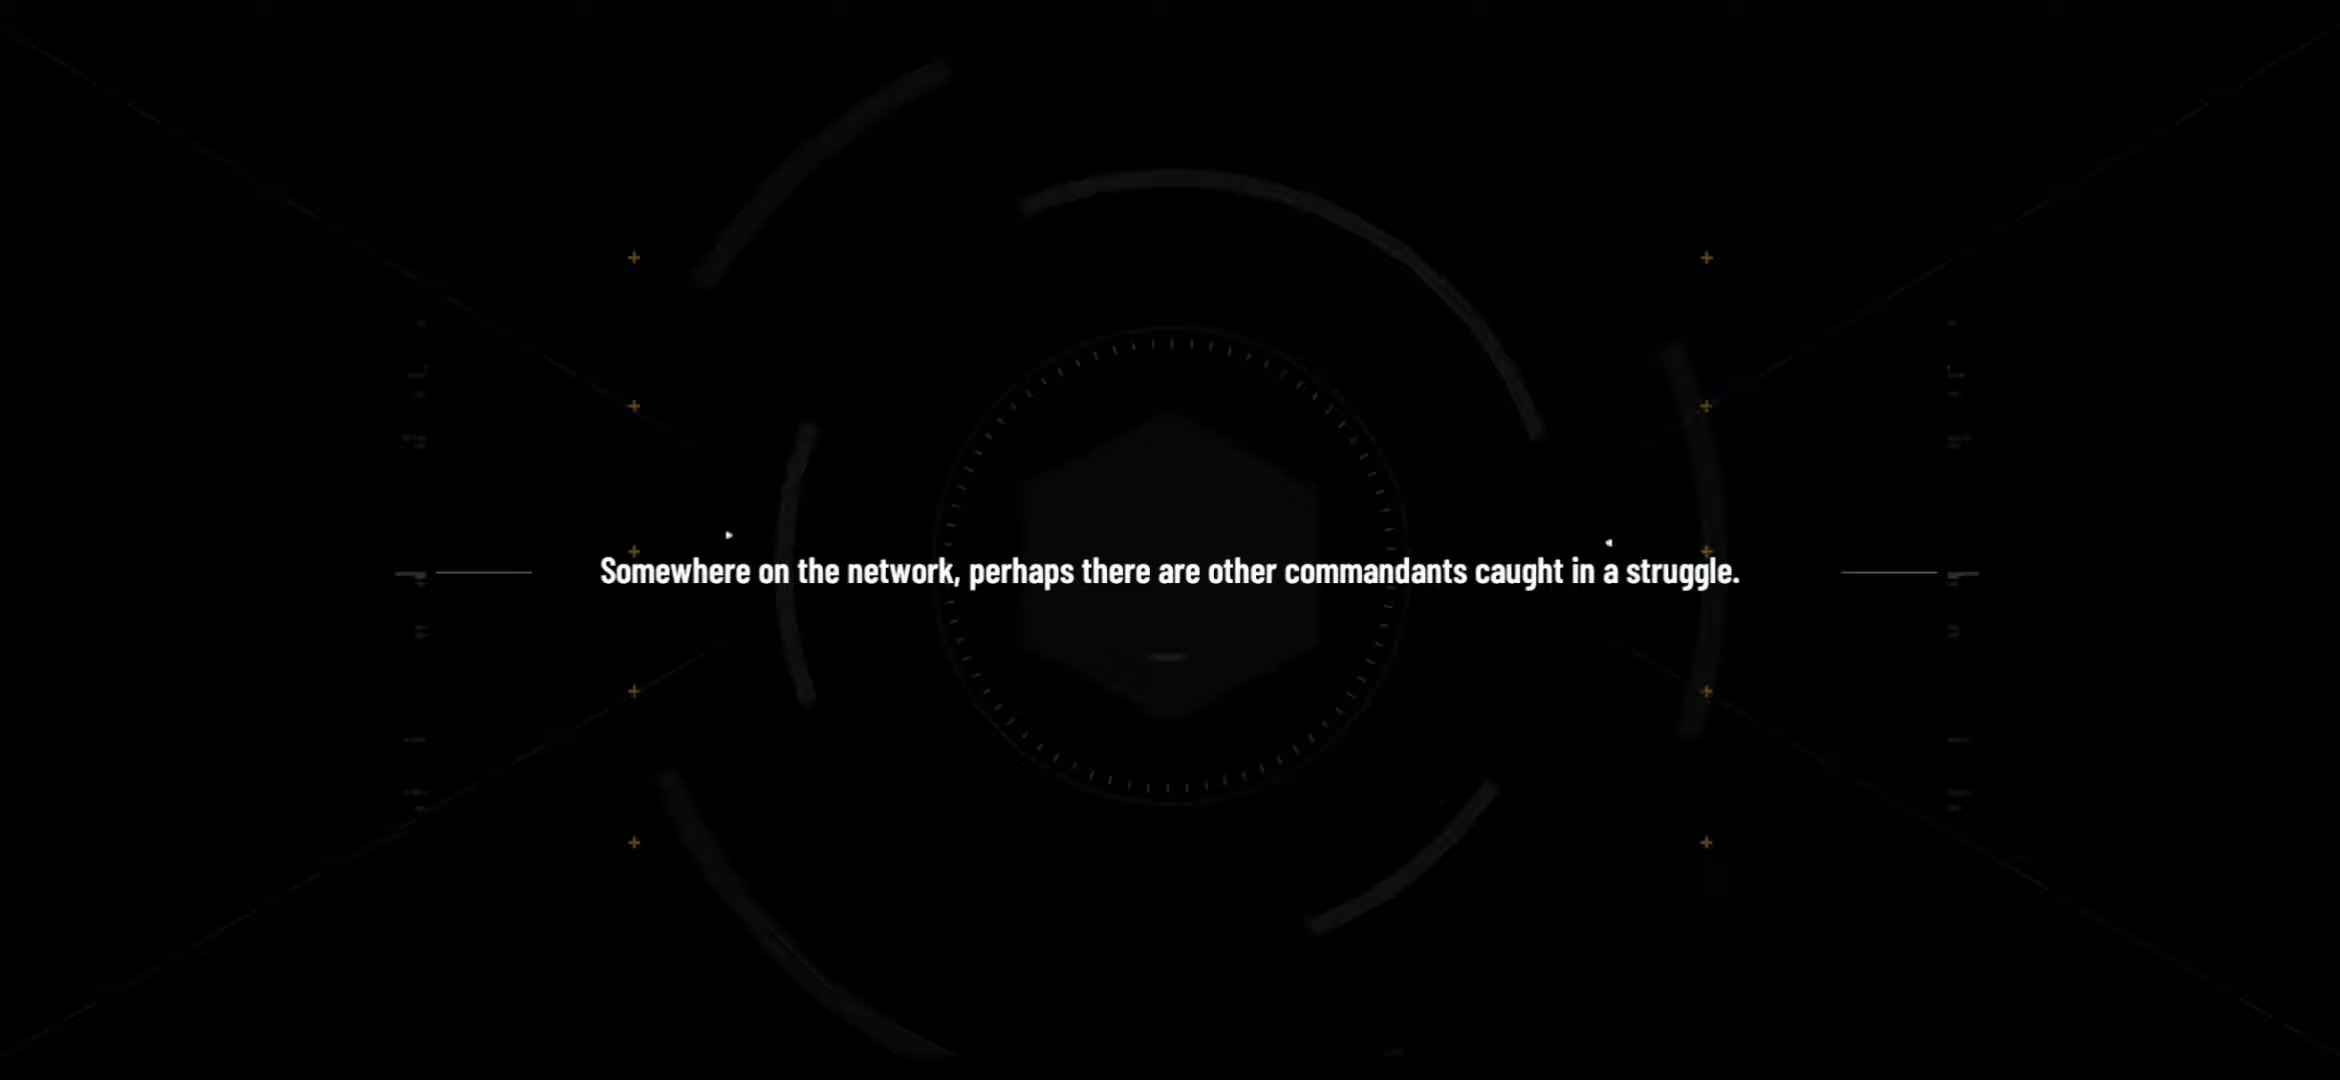 Somewhere on the network, perhaps there are other commandants caught in a struggle.